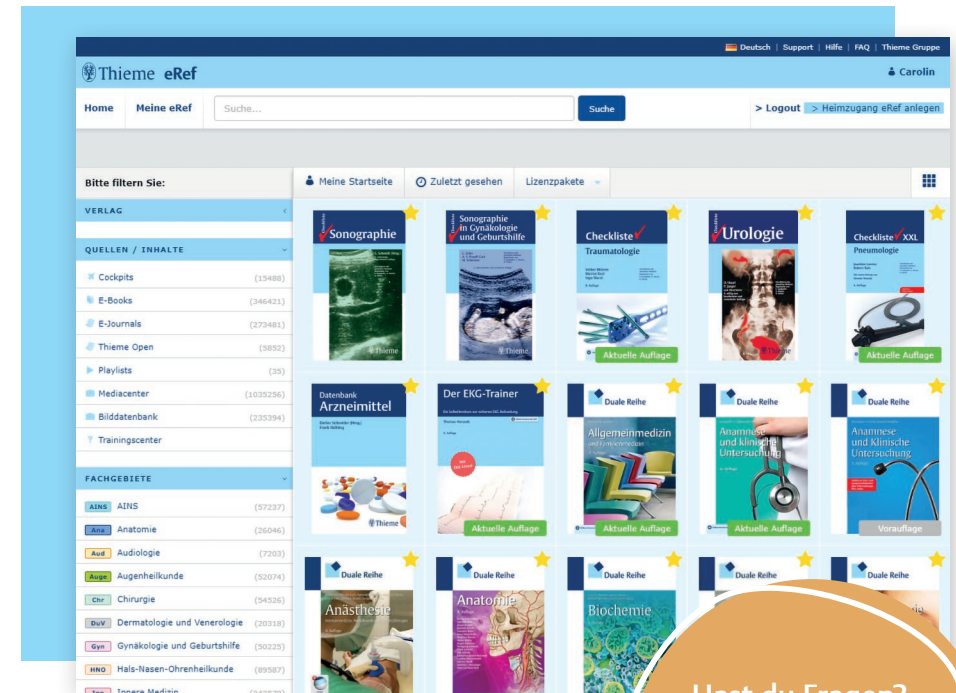 Deutsch | Support | Hilfe | FAQ | Thieme Gruppe
Thieme eRef
Carolin
Home Meine eRef Suche... Suche > Logout > Heimzugang eRef anlegen
Bitte filtern Sie:
Meine Startseite Zuletzt gesehen Lizenzpakete
VERLAG
QUELLEN / INHALTE
Cockpits (15488)
E-Books (346421)
E-Journals (273481)
Thieme Open (5852)
Playlists (35)
Mediacenter (1035256)
Bilddatenbank (235394)
Trainingscenter
FACHGEBIETE
AINS AINS (57237)
Ana Anatomie (26046)
Aud Audiologie (7203)
Auge Augenheilkunde (52074)
Chr Chirurgie (54526)
DuV Dermatologie und Venerologie (20318)
Gyn Gynäkologie und Geburtshilfe (50225)
HNO Hals-Nasen-Ohrenheilkunde (89587)
Inn Innere Medizin
Checkliste
Sonographie
Thieme
Checkliste
Sonographie
in Gynäkologie
und Geburtshilfe
Thieme
Checkliste
Traumatologie
Aktuelle Auflage
Checkliste
Urologie
Thieme
Checkliste XXL
Pneumologie
Aktuelle Auflage
Datenbank
Arzneimittel
Thieme
Der EKG-Trainer
Aktuelle Auflage
Duale Reihe
Allgemeinmedizin
und Familienmedizin
Aktuelle Auflage
Duale Reihe
Anamnese
und klinische
Untersuchung
Aktuelle Auflage
Duale Reihe
Anamnese
und Klinische
Untersuchung
Vorauflage
Duale Reihe
Anästhesie
Duale Reihe
Anatomie
Duale Reihe
Biochemie
Duale Reihe
Duale Reihe
Hast du Fragen?